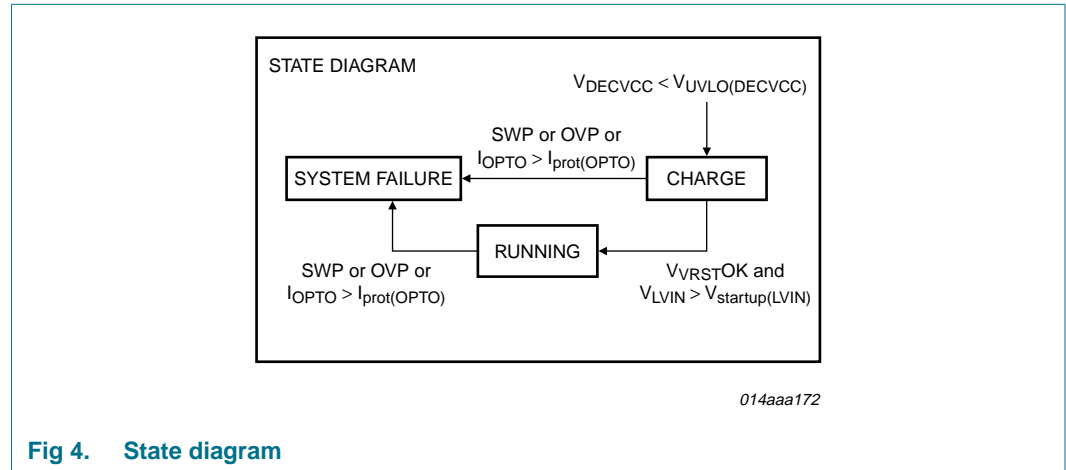 STATE DIAGRAM
VDECVCC < VUVLO(DECVCC)
SWP or OVP or
IOPTO > Iprot(OPTO)
SYSTEM FAILURE
CHARGE
RUNNING
SWP or OVP or
IOPTO > Iprot(OPTO)
VVRSTOK and
VLVIN > Vstartup(LVIN)
014aaa172
Fig 4. State diagram